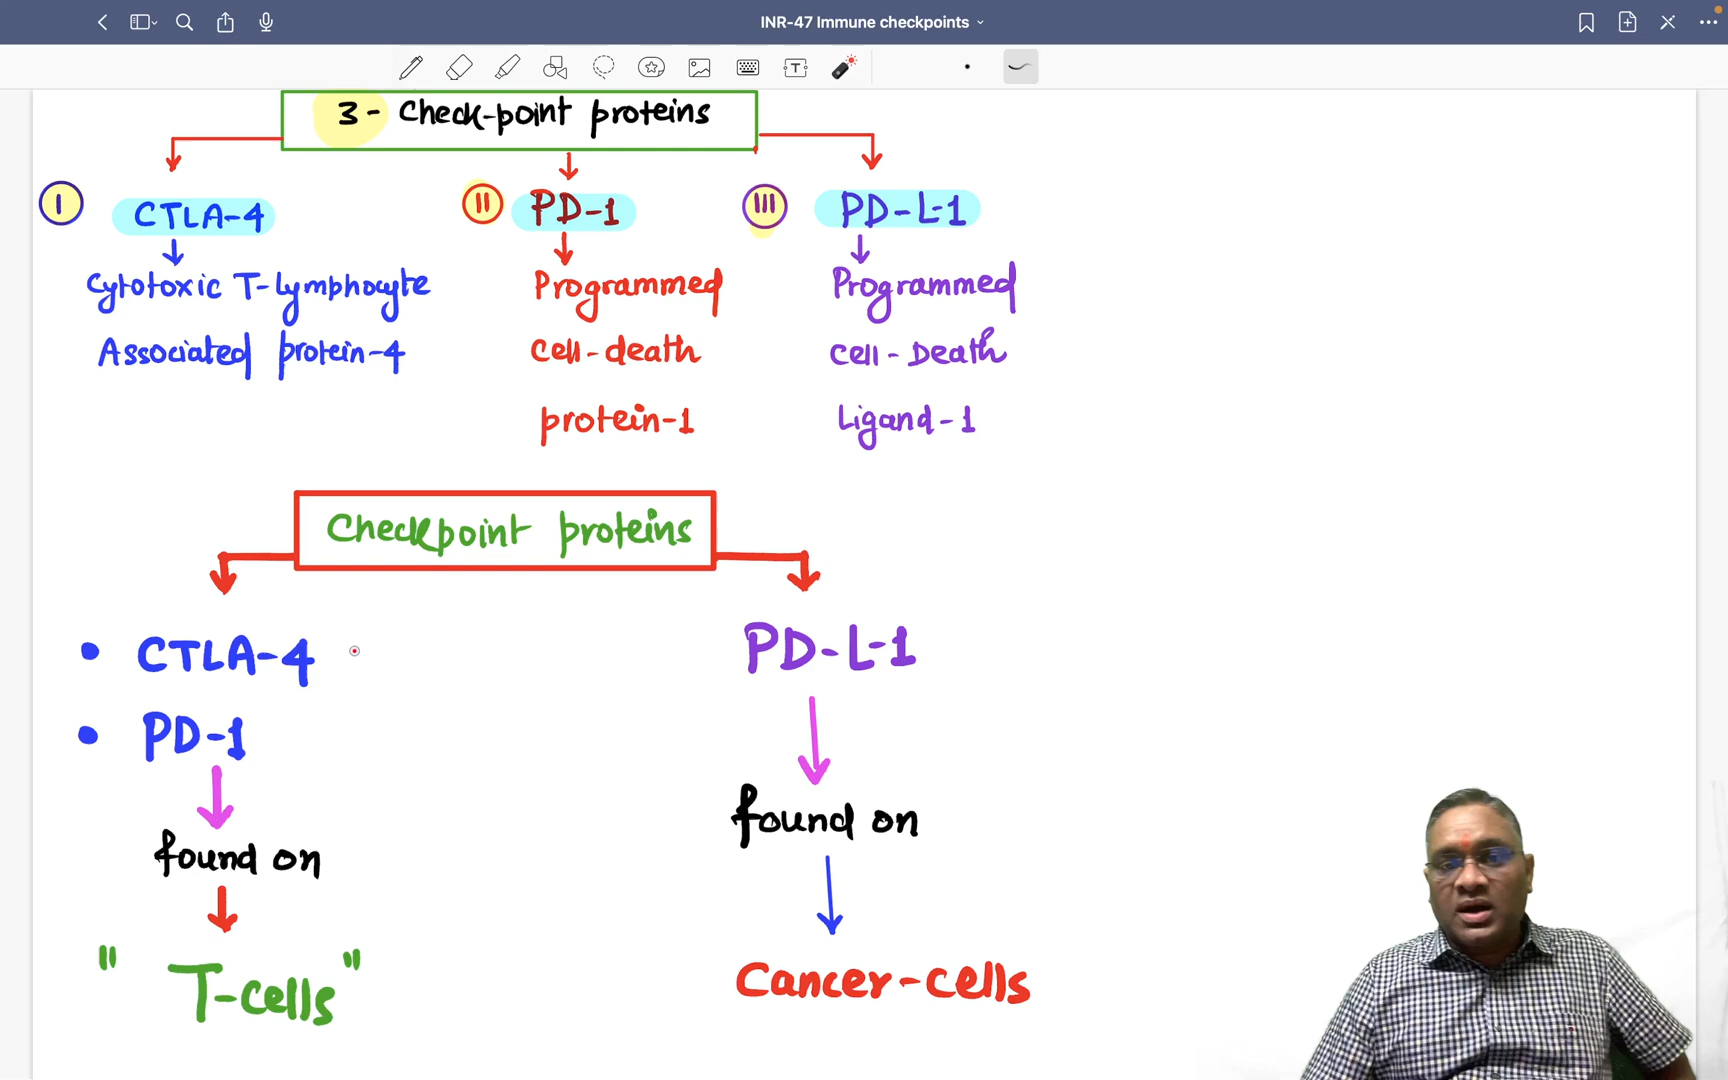 INR-47 Immune checkpoints
3- Check-point proteins
I CTLA-4
Cytotoxic T-Lymphocyte
Associated protein-4
II PD-1
Programmed
Cell-death
protein-1
III PD-L-1
Programmed
Cell-Death
Ligand-1
Checkpoint proteins
• CTLA-4
• PD-1
found on
"T-cells"
PD-L-1
found on
Cancer-cells